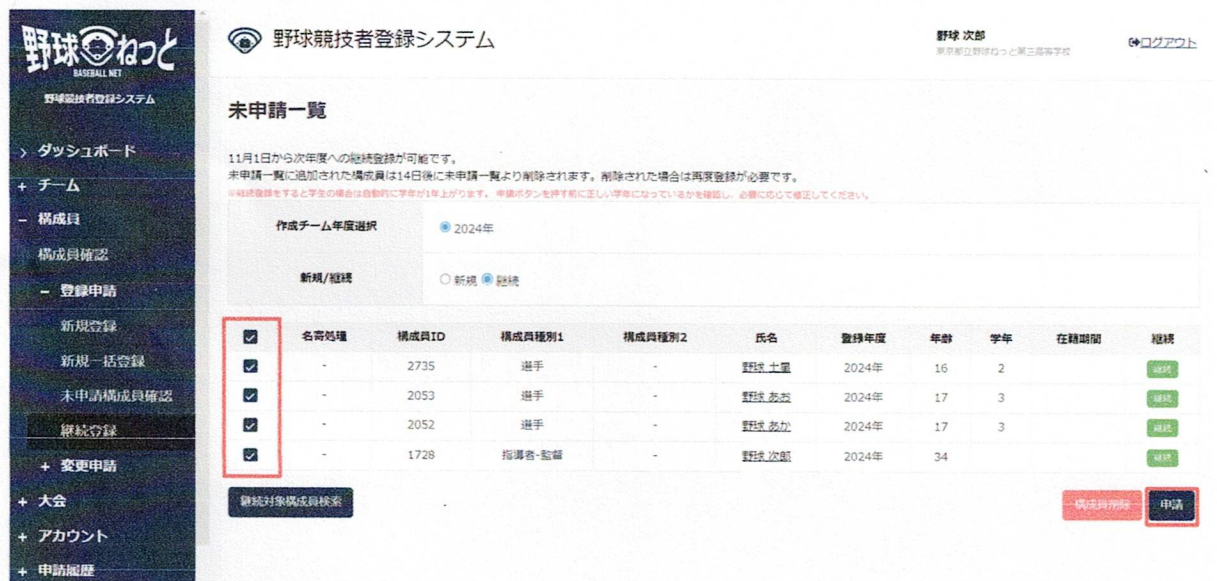 野球ねっと
BASEBALL NET
野球競技者登録システム
> ダッシュボード
+ チーム
− 構成員
構成員確認
− 登録申請
新規登録
新規一括登録
未申請構成員確認
継続登録
+ 変更申請
+ 大会
+ アカウント
+ 申請履歴
野球競技者登録システム
野球 次郎
東京都立野球ねっと第三高等学校
ログアウト
未申請一覧
11月1日から次年度への継続登録が可能です。
未申請一覧に追加された構成員は14日後に未申請一覧より削除されます。削除された場合は再度登録が必要です。
※継続登録をすると学生の場合は自動的に学年が1年上がります。申請ボタンを押す前に正しい学年になっているかを確認し、必要に応じて修正してください。
作成チーム年度選択 2024年
新規/継続 新規 継続
名寄処理 構成員ID 構成員種別1 構成員種別2 氏名 登録年度 年齢 学年 在籍期間 継続
- 2735 選手 - 野球 土星 2024年 16 2 継続
- 2053 選手 - 野球 あお 2024年 17 3 継続
- 2052 選手 - 野球 あか 2024年 17 3 継続
- 1728 指導者-監督 - 野球 次郎 2024年 34 継続
継続対象構成員検索
構成員削除 申請